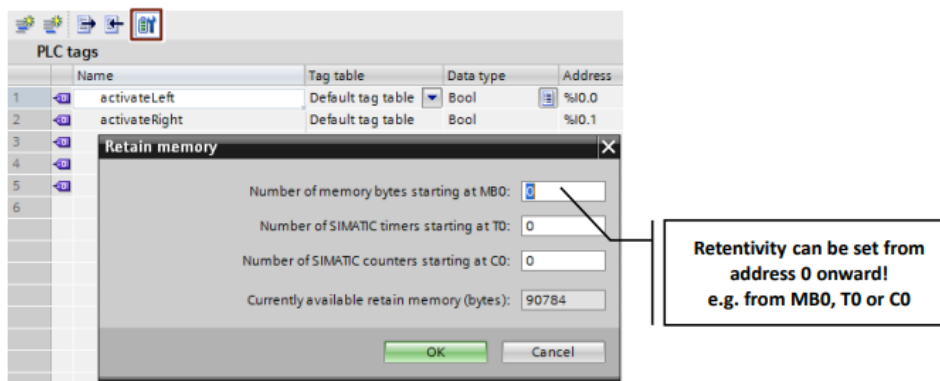 PLC tags
Name Tag table Data type Address
1 activateLeft Default tag table Bool %I0.0
2 activateRight Default tag table Bool %I0.1
3
4
5
6
Retain memory
Number of memory bytes starting at MB0: 0
Number of SIMATIC timers starting at T0: 0
Number of SIMATIC counters starting at C0: 0
Currently available retain memory (bytes): 90784
OK Cancel
Retentivity can be set from
address 0 onward!
e.g. from MB0, T0 or C0